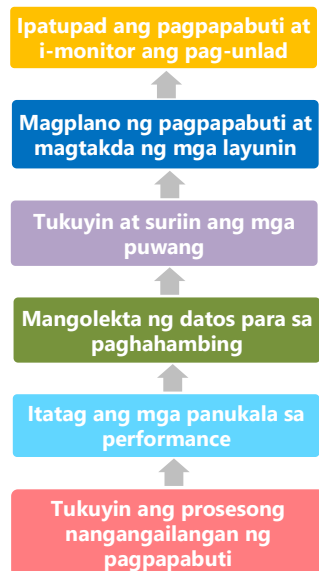 Ipatupad ang pagpapabuti at
i-monitor ang pag-unlad
Magplano ng pagpapabuti at
magtakda ng mga layunin
Tukuyin at suriin ang mga
puwang
Mangolekta ng datos para sa
paghahambing
Itatag ang mga panukala sa
performance
Tukuyin ang prosesong
nangangailangan ng
pagpapabuti